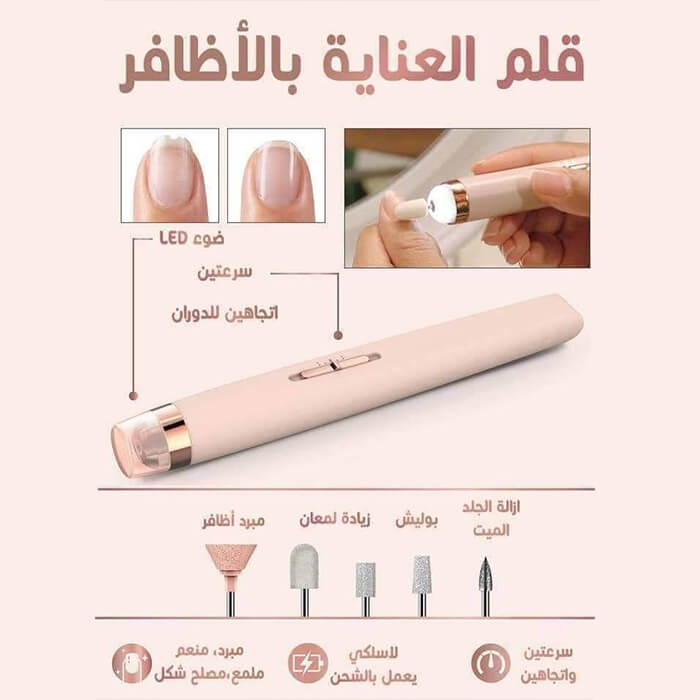 قلم العناية بالأظافر
ضوء LED
سرعتين
اتجاهين للدوران
ازالة الجلد
الميت
بوليش
زيادة لمعان
مبرد أظافر
سرعتين
واتجاهين
لاسلكي
يعمل بالشحن
مبرد، منعم
ملمع،مصلح شكل